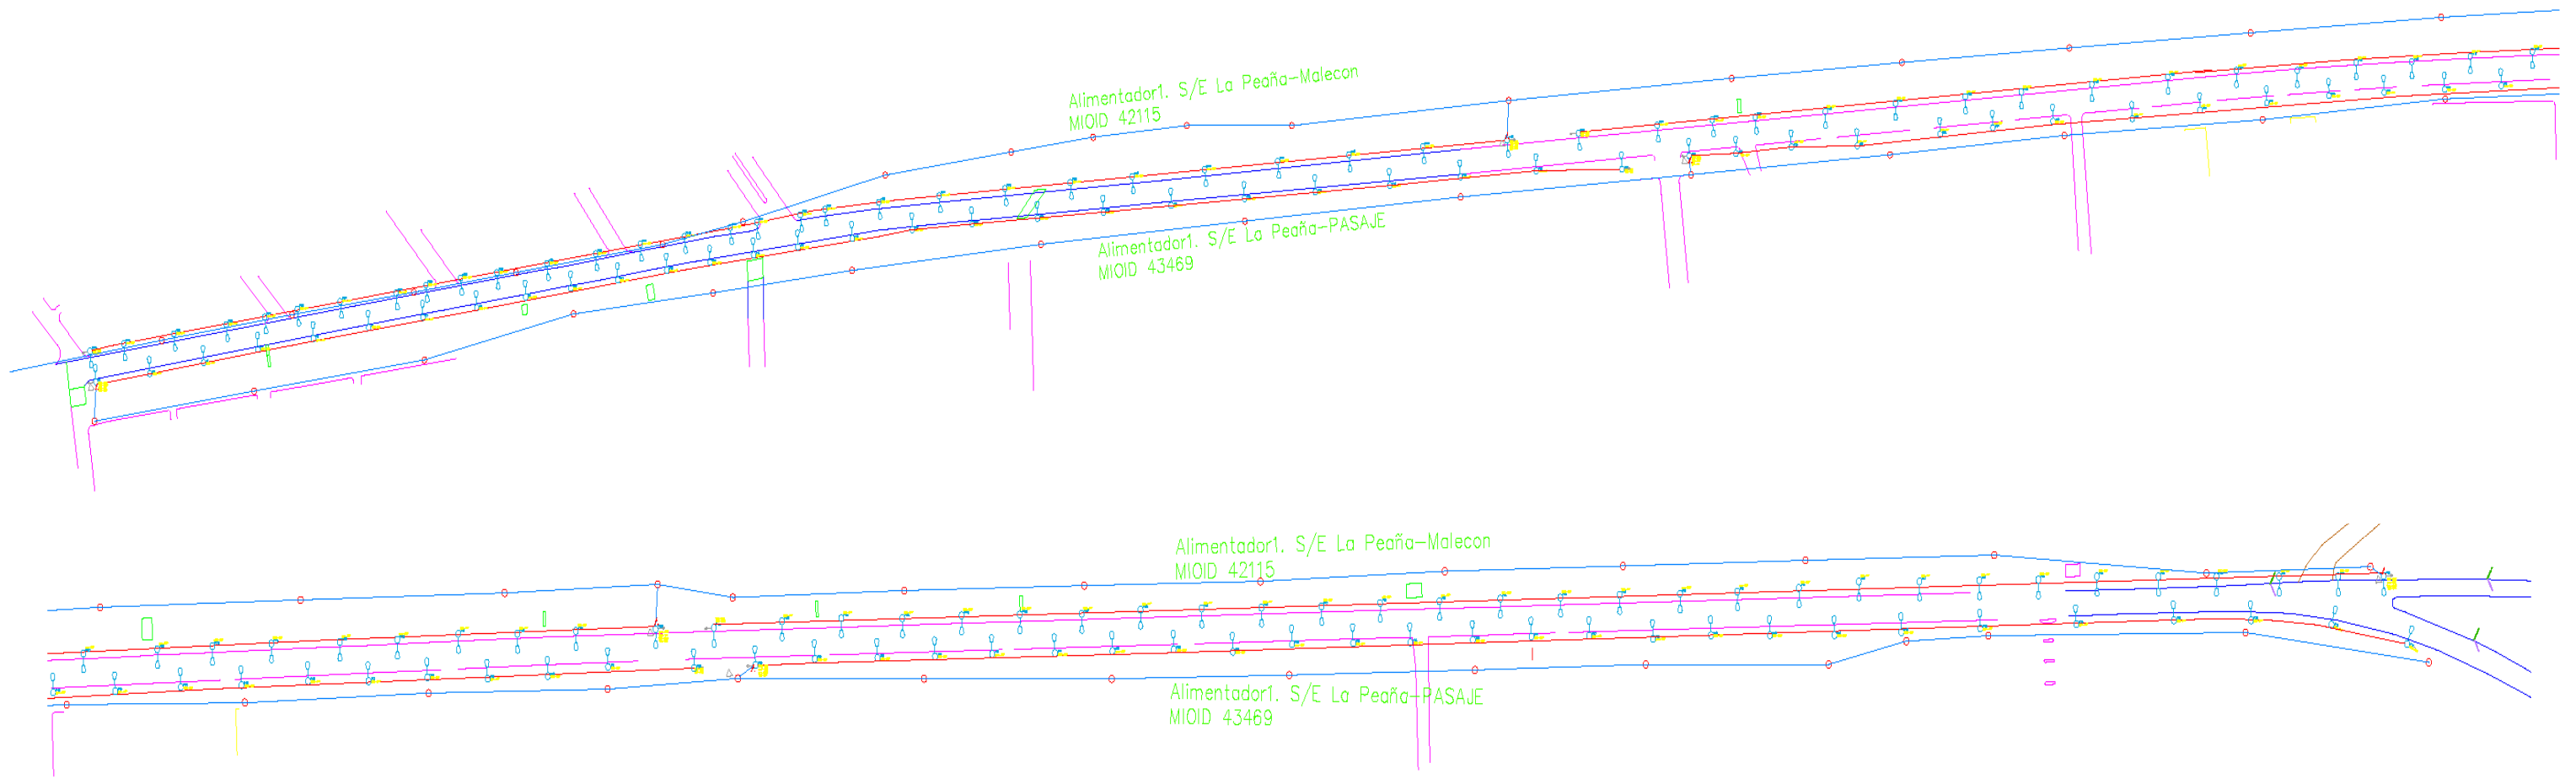 Alimentador1. S/E La Peaña-Malecon
MIOID 42115
Alimentador1. S/E La Peaña-PASAJE
MIOID 43469
Alimentador1. S/E La Peaña-Malecon
MIOID 42115
Alimentador1. S/E La Peaña-PASAJE
MIOID 43469